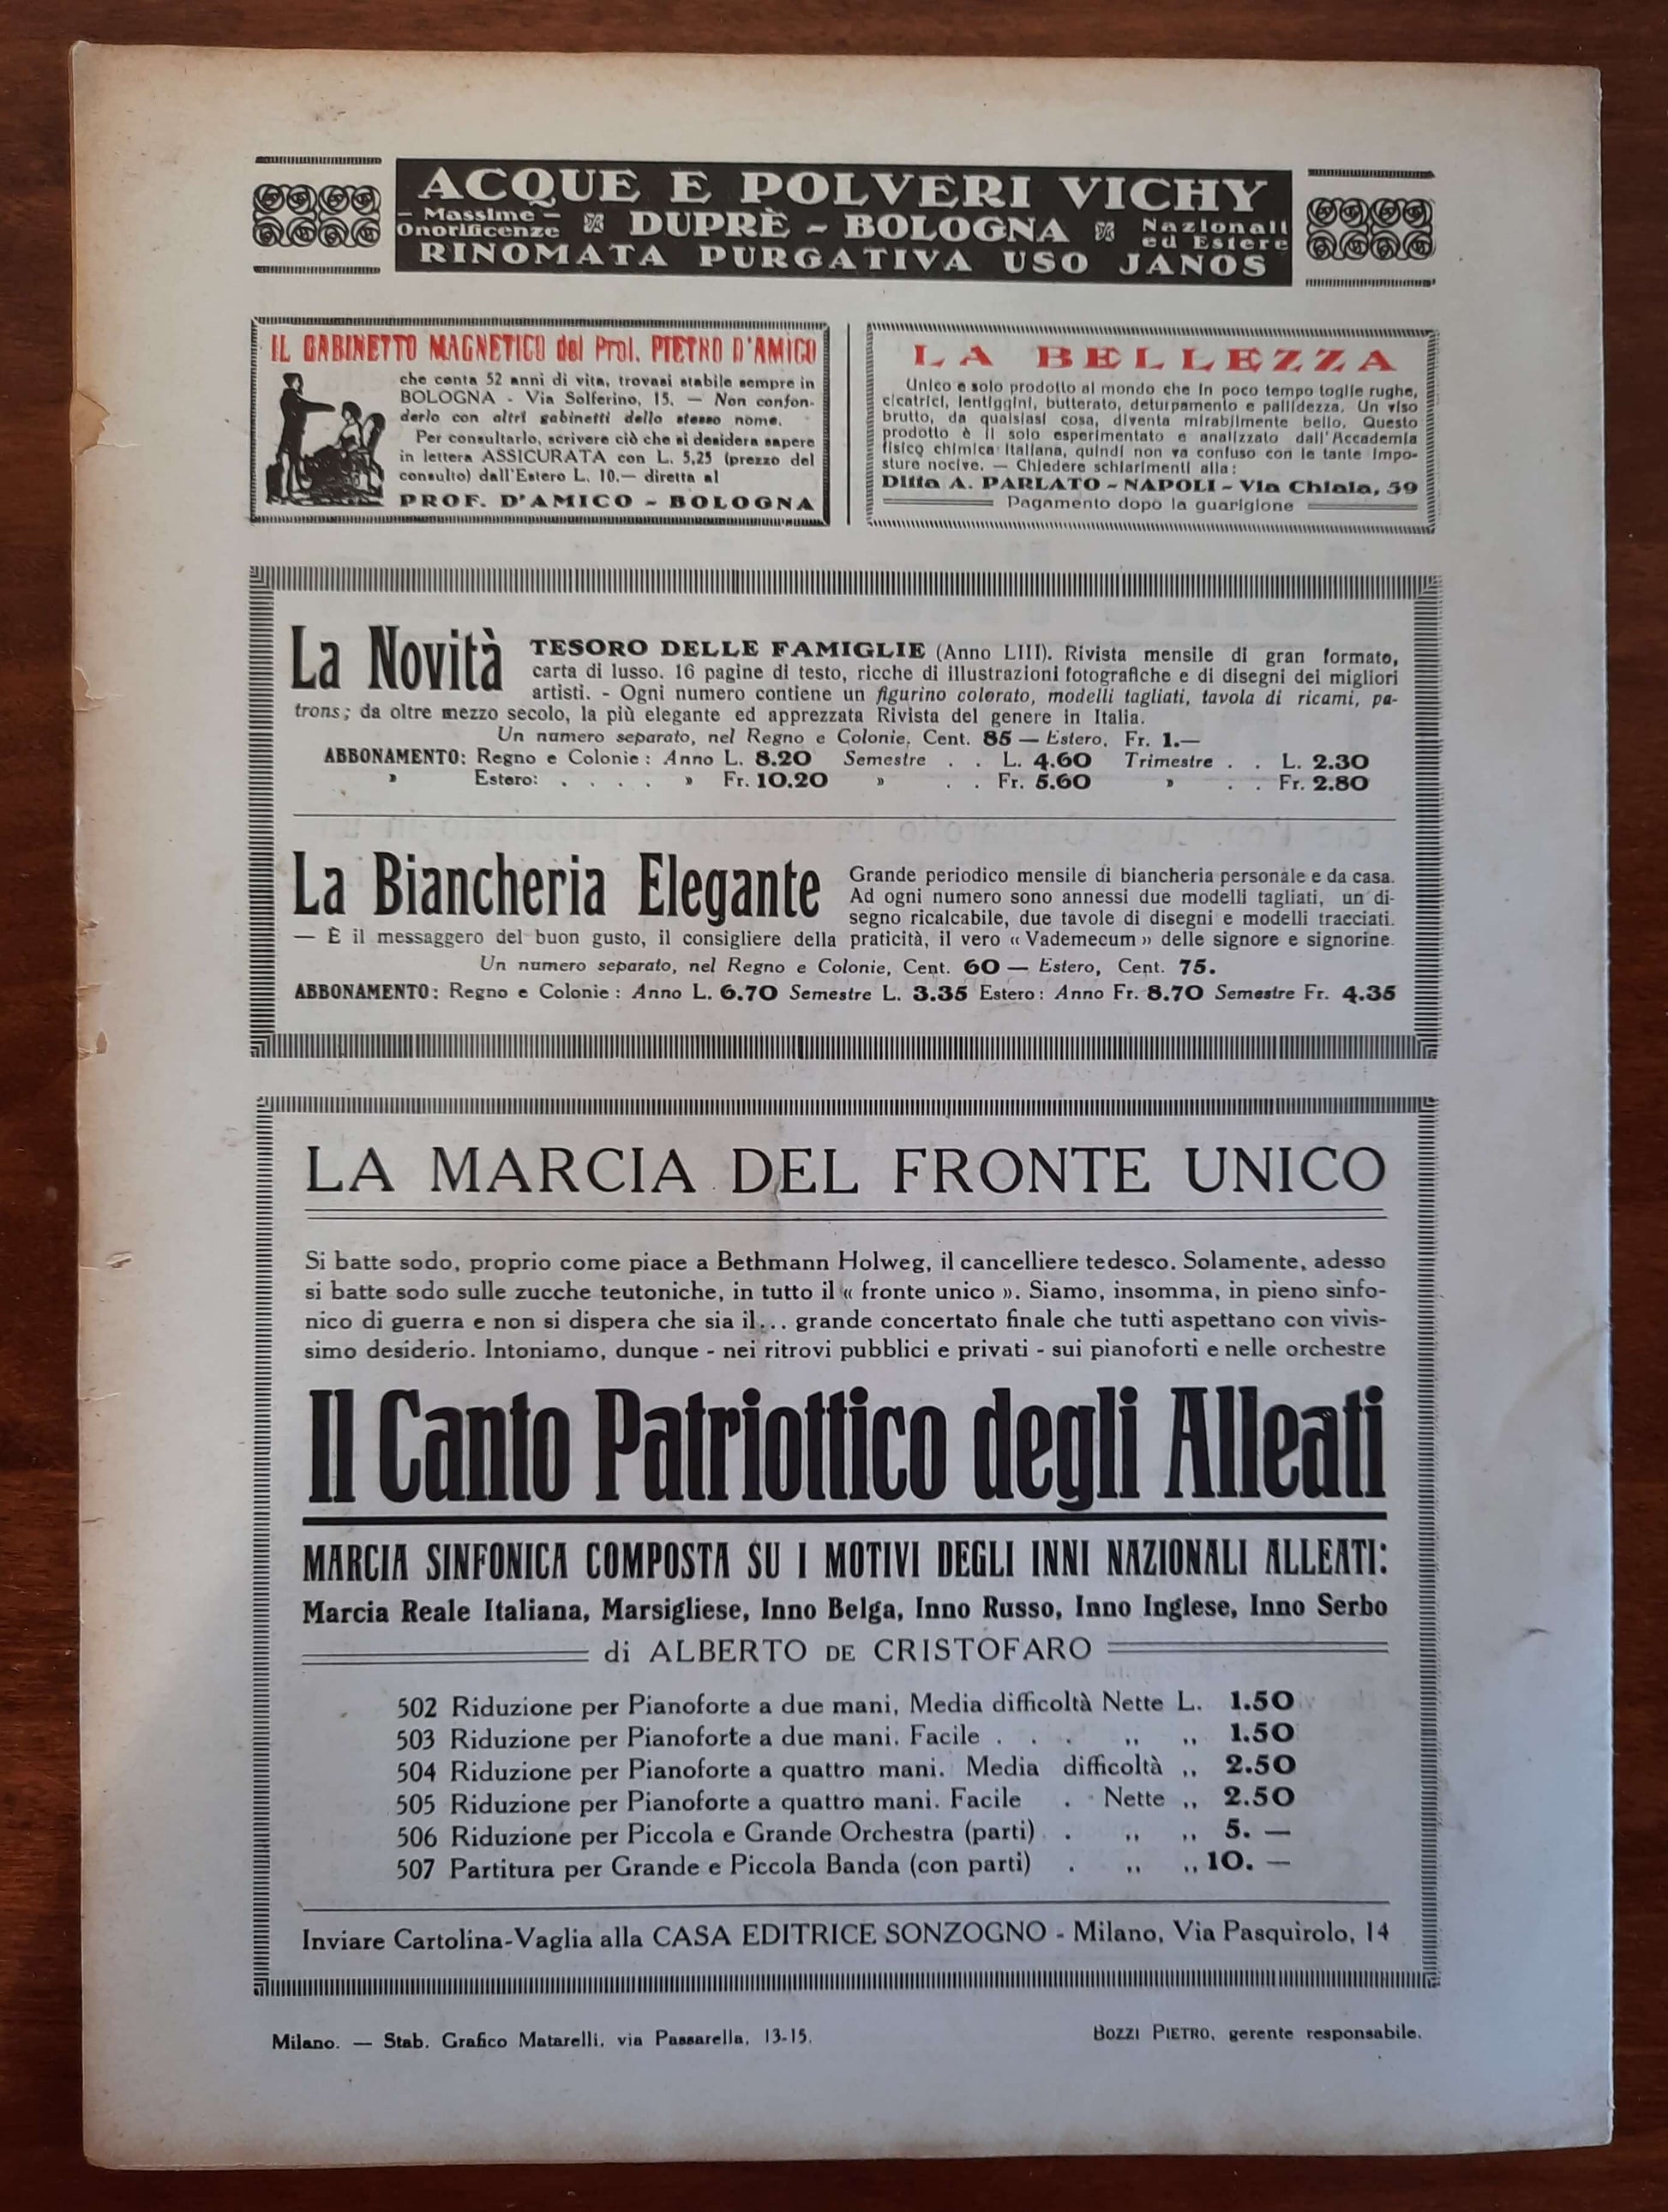 ACQUE E POLVERI VICHY
— Massime —
Onorificenze
DUPRÈ - BOLOGNA
Nazionali
ed Estere
RINOMATA PURGATIVA USO JANOS
IL GABINETTO MAGNETICO del Prof. PIETRO D'AMICO
che conta 52 anni di vita, trovasi stabile sempre in
BOLOGNA - Via Solferino, 15. — Non confon-
derlo con altri gabinetti dello stesso nome.
Per consultarlo, scrivere ciò che si desidera sapere
in lettera ASSICURATA con L. 5,25 (prezzo del
consulto) dall'Estero L. 10,— diretta al
PROF. D'AMICO - BOLOGNA
LA BELLEZZA
Unico e solo prodotto al mondo che in poco tempo toglie rughe,
cicatrici, lentiggini, butterato, deturpamento e pallidezza. Un viso
brutto, da qualsiasi cosa, diventa mirabilmente bello. Questo
prodotto è il solo esperimentato e analizzato dall'Accademia
fisico chimica Italiana, quindi non va confuso con le tante impo-
sture nocive. — Chiedere schiarimenti alla:
Ditta A. PARLATO - NAPOLI - Via Chiaia, 59
Pagamento dopo la guarigione
La Novità TESORO DELLE FAMIGLIE (Anno LIII). Rivista mensile di gran formato,
carta di lusso. 16 pagine di testo, ricche di illustrazioni fotografiche e di disegni dei migliori
artisti. - Ogni numero contiene un figurino colorato, modelli tagliati, tavola di ricami, pa-
trons; da oltre mezzo secolo, la più elegante ed apprezzata Rivista del genere in Italia.
Un numero separato, nel Regno e Colonie, Cent. 85 — Estero, Fr. 1.—
ABBONAMENTO: Regno e Colonie: Anno L. 8.20 Semestre . . L. 4.60 Trimestre . . L. 2.30
» Estero: . . . . » Fr. 10.20 » . . Fr. 5.60 » . . Fr. 2.80
La Biancheria Elegante Grande periodico mensile di biancheria personale e da casa.
Ad ogni numero sono annessi due modelli tagliati, un di-
segno ricalcabile, due tavole di disegni e modelli tracciati.
— È il messaggero del buon gusto, il consigliere della praticità, il vero « Vademecum » delle signore e signorine.
Un numero separato, nel Regno e Colonie, Cent. 60 — Estero, Cent. 75.
ABBONAMENTO: Regno e Colonie: Anno L. 6.70 Semestre L. 3.35 Estero: Anno Fr. 8.70 Semestre Fr. 4.35
LA MARCIA DEL FRONTE UNICO
Si batte sodo, proprio come piace a Bethmann Holweg, il cancelliere tedesco. Solamente, adesso
si batte sodo sulle zucche teutoniche, in tutto il « fronte unico ». Siamo, insomma, in pieno sinfo-
nico di guerra e non si dispera che sia il... grande concertato finale che tutti aspettano con vivis-
simo desiderio. Intoniamo, dunque - nei ritrovi pubblici e privati - sui pianoforti e nelle orchestre
Il Canto Patriottico degli Alleati
MARCIA SINFONICA COMPOSTA SU I MOTIVI DEGLI INNI NAZIONALI ALLEATI:
Marcia Reale Italiana, Marsigliese, Inno Belga, Inno Russo, Inno Inglese, Inno Serbo
di ALBERTO DE CRISTOFARO
502 Riduzione per Pianoforte a due mani, Media difficoltà Nette L. 1.50
503 Riduzione per Pianoforte a due mani. Facile . . . „ „ 1.50
504 Riduzione per Pianoforte a quattro mani. Media difficoltà „ 2.50
505 Riduzione per Pianoforte a quattro mani. Facile . Nette „ 2.50
506 Riduzione per Piccola e Grande Orchestra (parti) . „ „ 5. —
507 Partitura per Grande e Piccola Banda (con parti) . „ „ 10. —
Inviare Cartolina-Vaglia alla CASA EDITRICE SONZOGNO - Milano, Via Pasquirolo, 14
Milano. — Stab. Grafico Matarelli, via Passarella, 13-15.
BOZZI PIETRO, gerente responsabile.